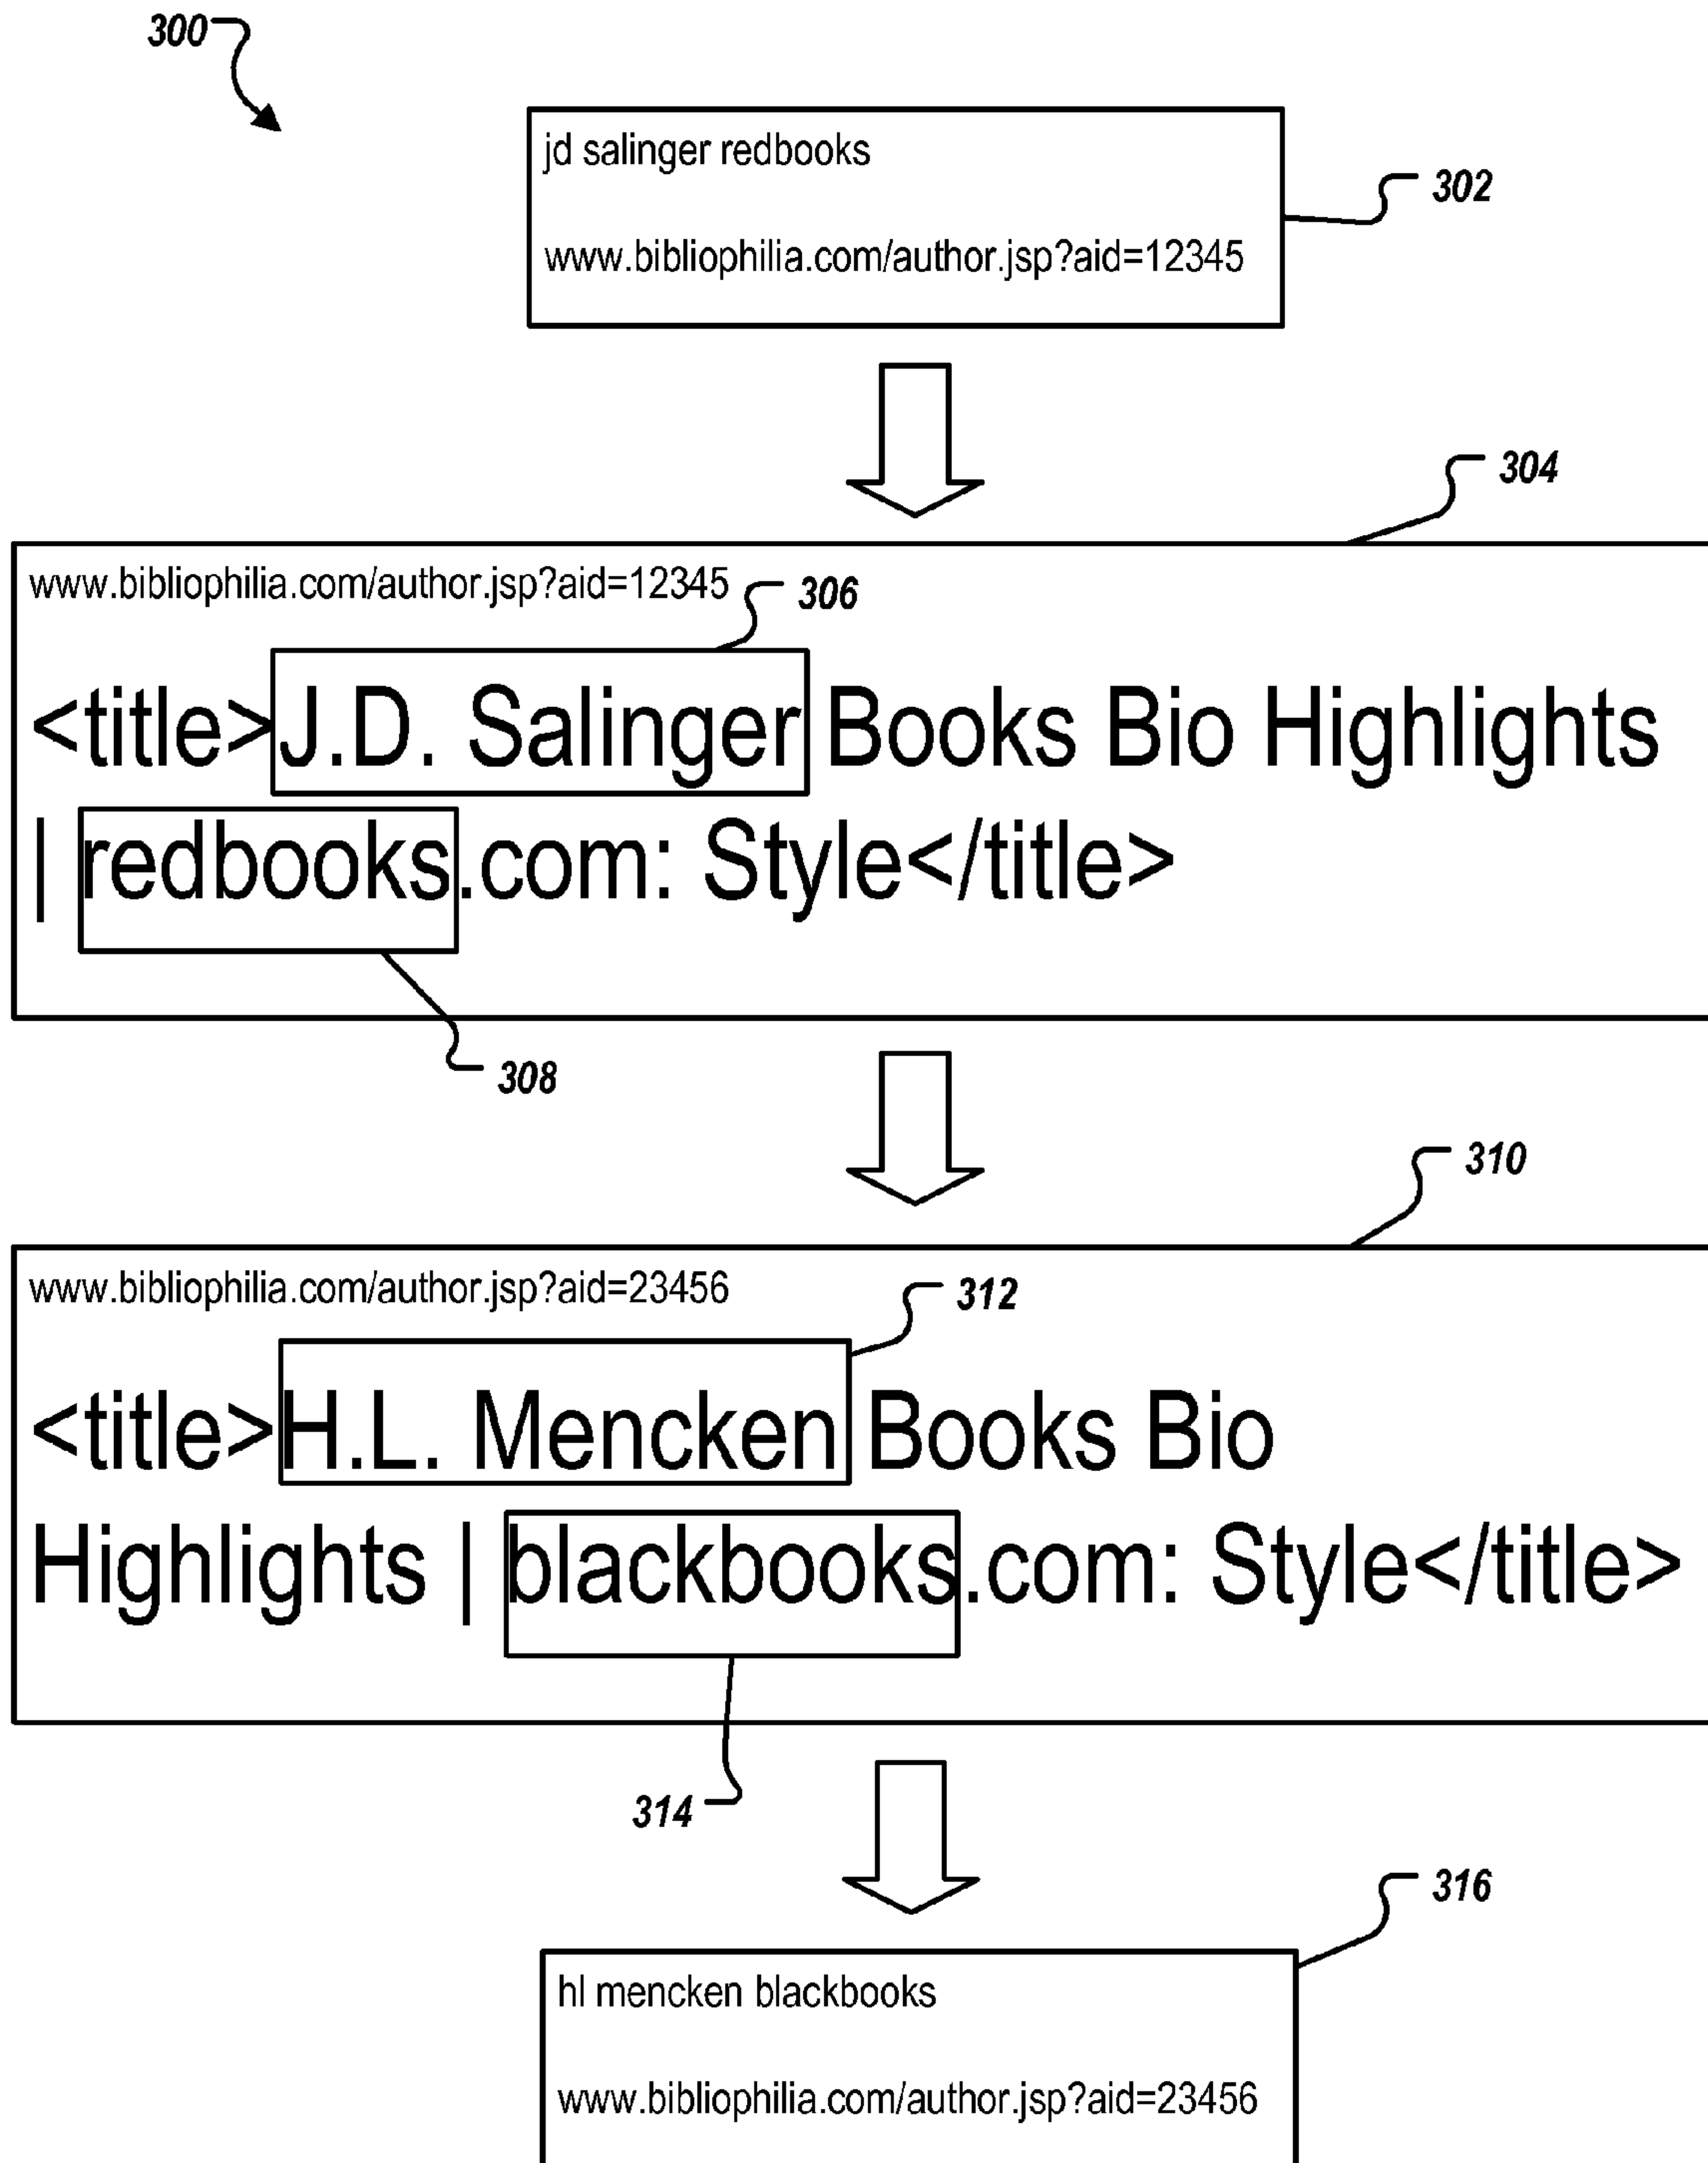 300
jd salinger redbooks
302
www.bibliophilia.com/author.jsp?aid=12345
304
www.bibliophilia.com/author.jsp?aid=12345
306
<title>J.D. Salinger Books Bio Highlights
| redbooks.com: Style</title>
308
310
www.bibliophilia.com/author.jsp?aid=23456
312
<title>H.L. Mencken Books Bio
Highlights | blackbooks.com: Style</title>
314
316
hl mencken blackbooks
www.bibliophilia.com/author.jsp?aid=23456